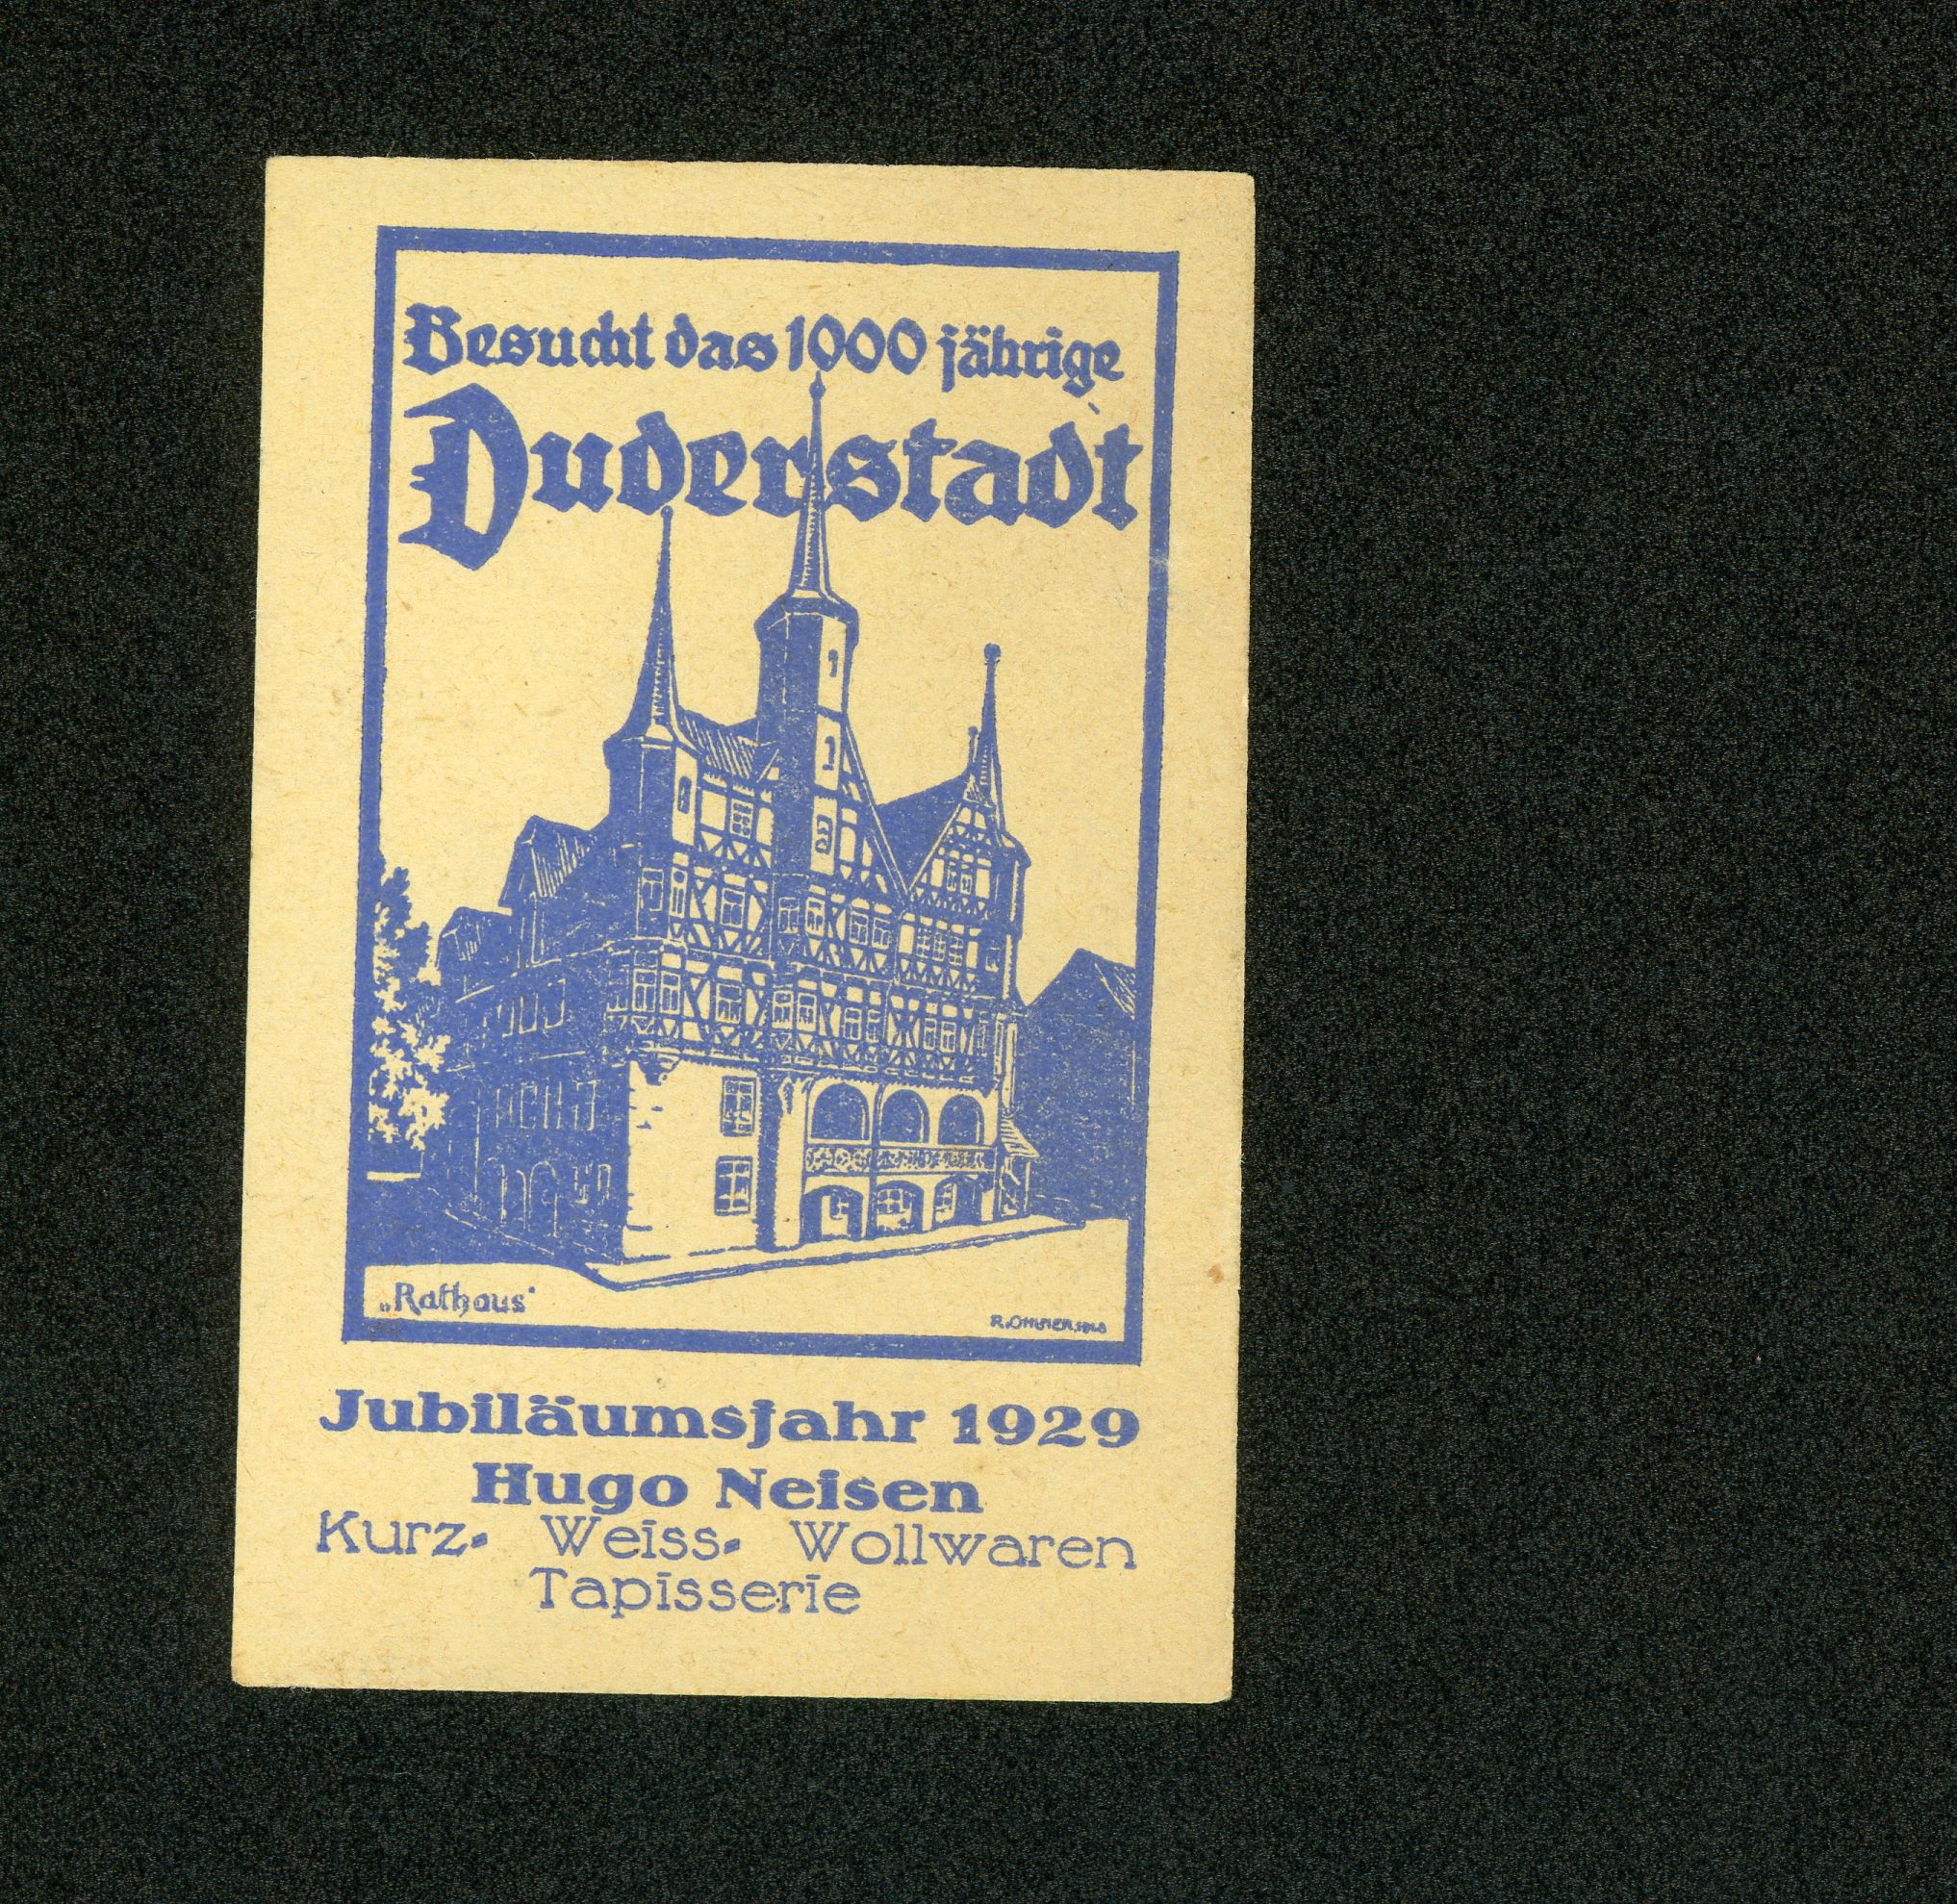 Besucht das 1000 jährige
Duderstadt
„Rathaus"
Jubiläumsjahr 1929
Hugo Neisen
Kurz- Weiss- Wollwaren
Tapisserie